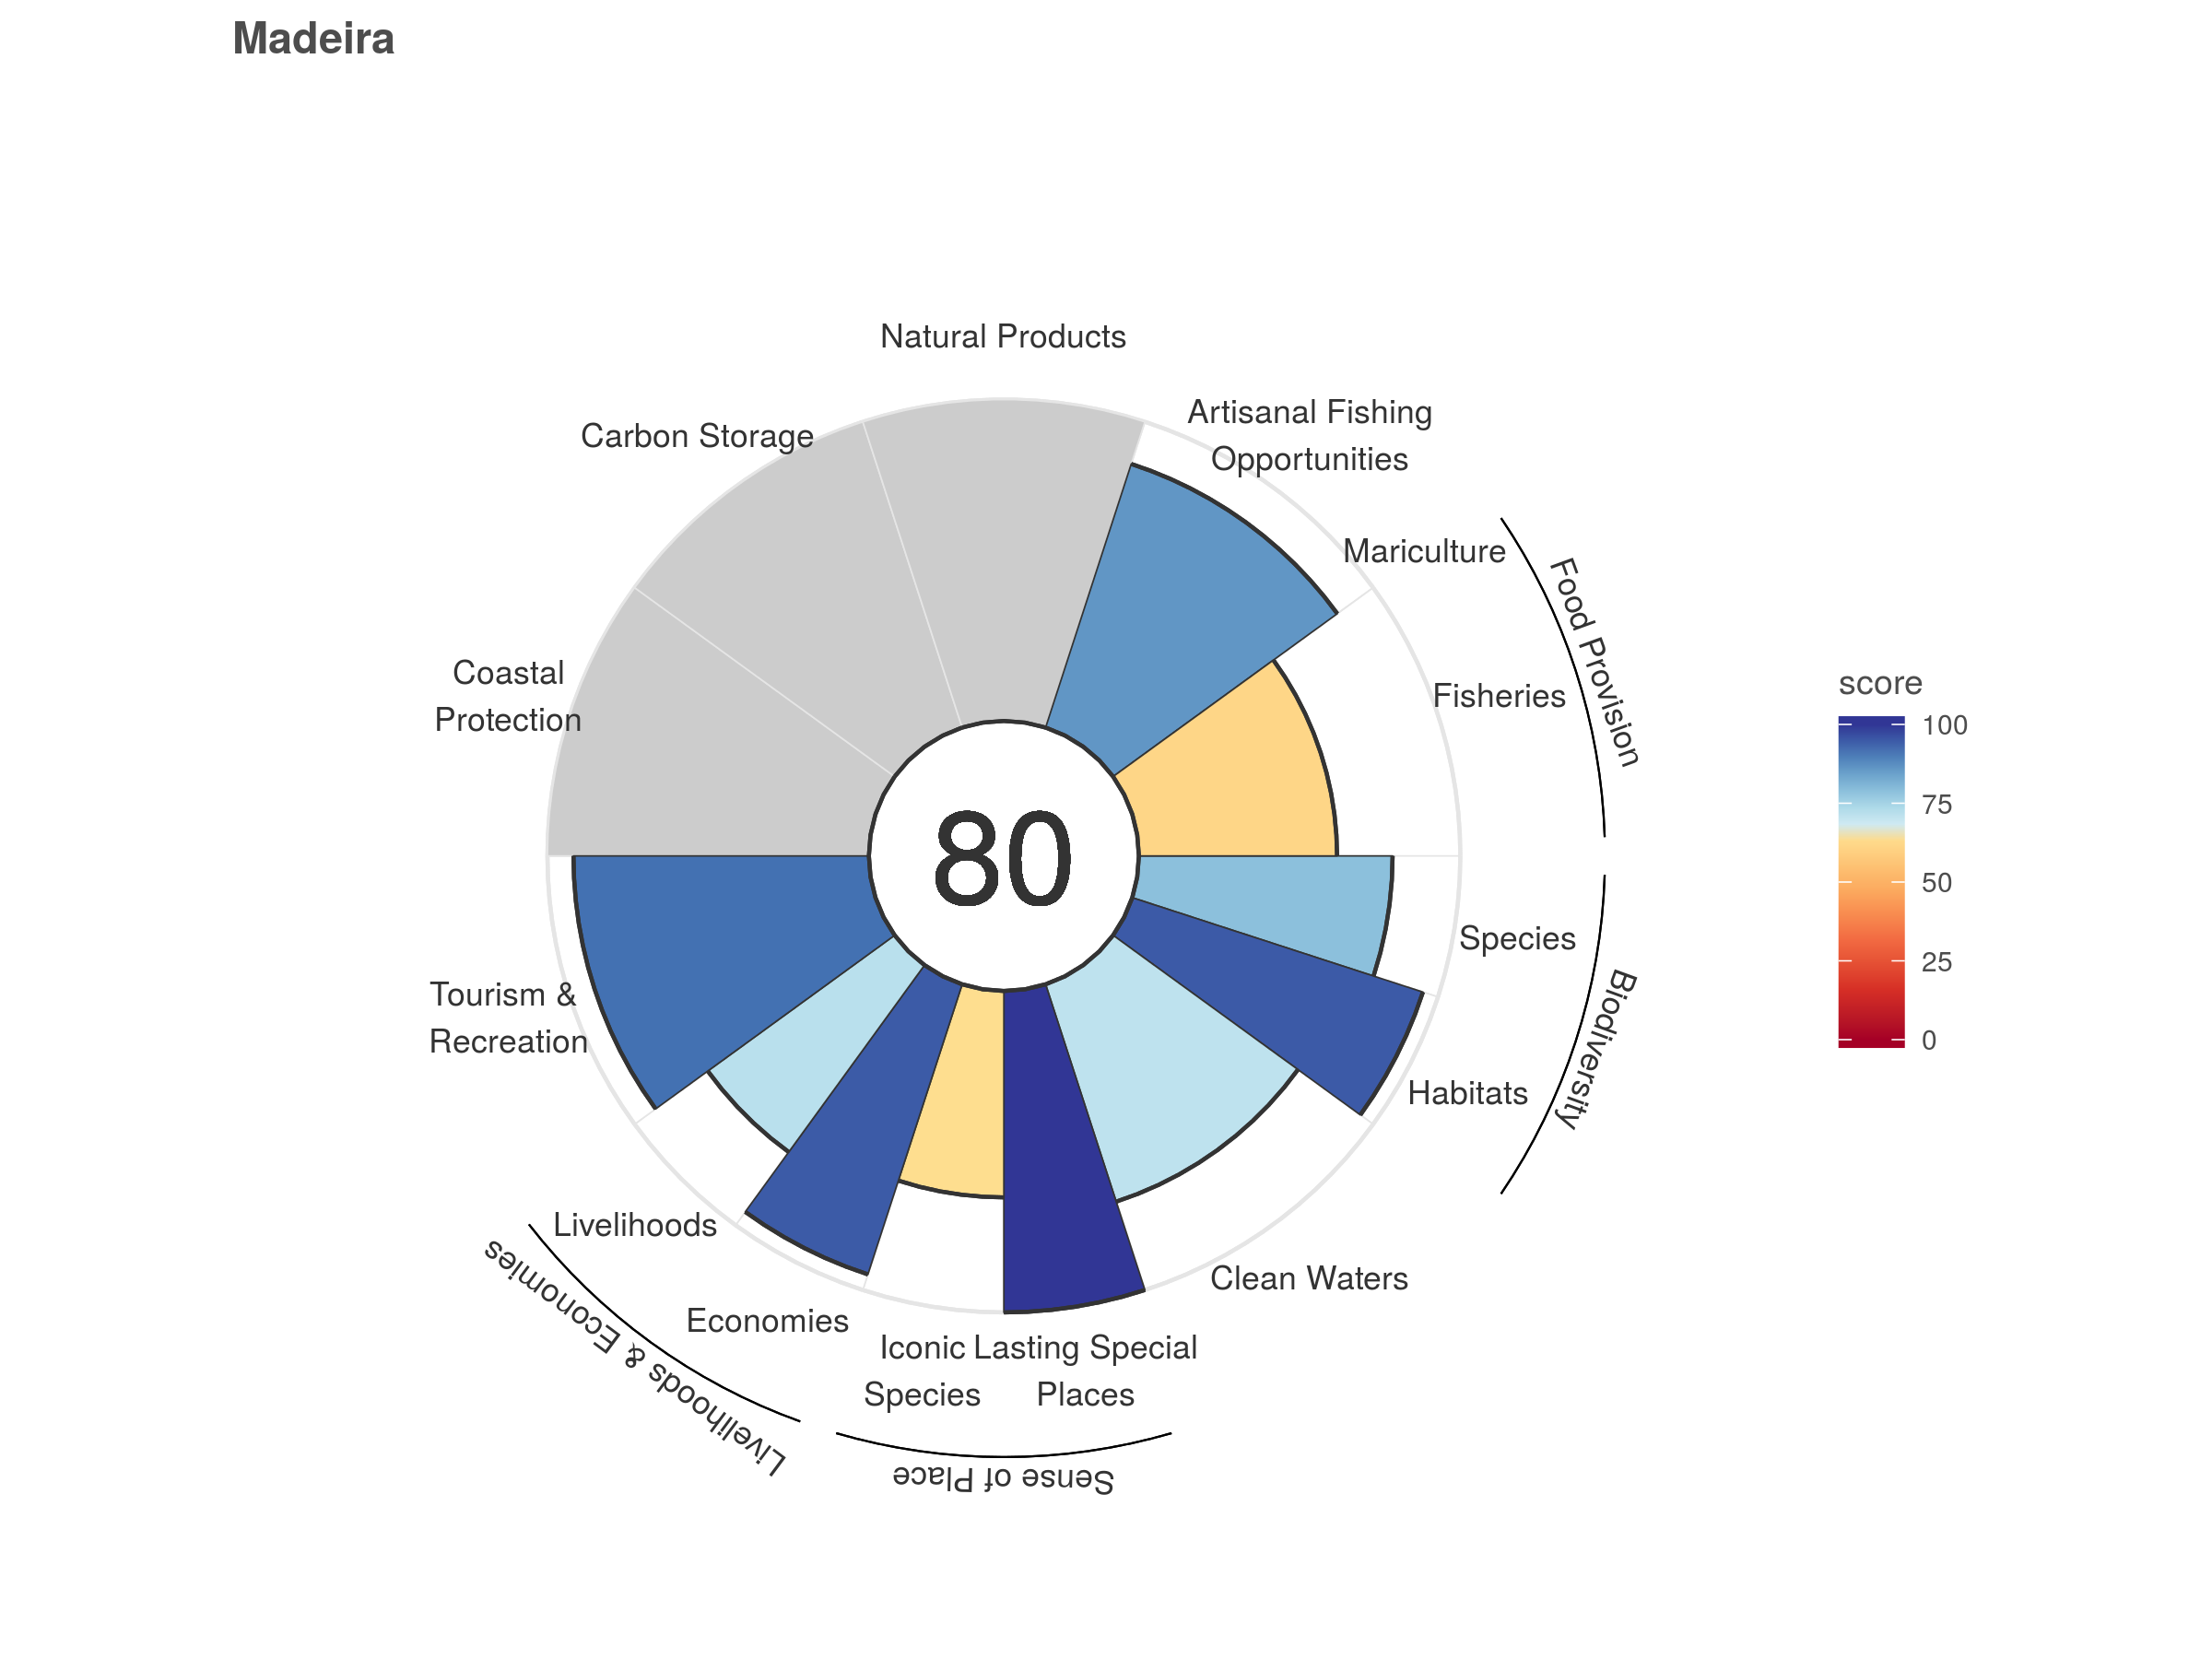 Madeira
Natural Products
Artisanal Fishing
Opportunities
Carbon Storage
Mariculture
Food Provision
Fisheries
Coastal
Protection
80
Species
Biodiversity
Habitats
Tourism &
Recreation
Livelihoods
Clean Waters
Economies
Iconic
Species
Lasting Special
Places
Livelihoods & Economies
Sense of Place
score
100
75
50
25
0